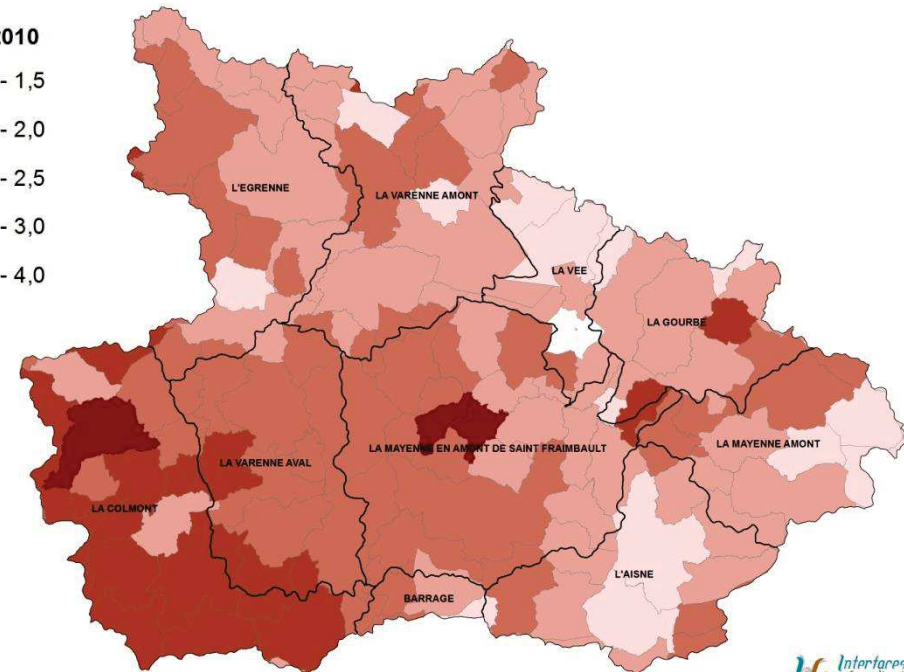 2010
- 1,5
- 2,0
- 2,5
- 3,0
- 4,0
L'EGRENNE
LA VARENNE AMONT
LA VEE
LA GOURBE
LA MAYENNE EN AMONT DE SAINT FRAIMBAULT
LA MAYENNE AMONT
LA VARENNE AVAL
LA COLMONT
L'AISNE
BARRAGE
Interfaces